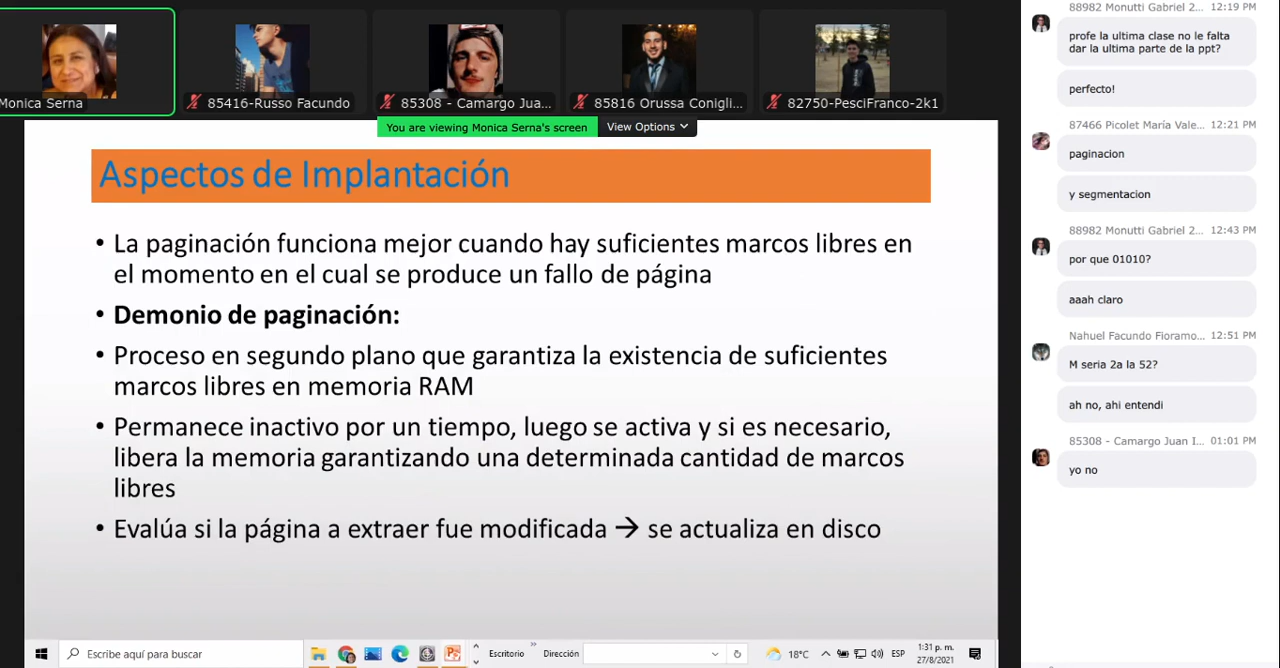 Monica Serna
85416-Russo Facundo
85308 - Camargo Jua...
85816 Orussa Conigli...
82750-PesciFranco-2k1
You are viewing Monica Serna's screen
View Options
Aspectos de Implantación
• La paginación funciona mejor cuando hay suficientes marcos libres en
el momento en el cual se produce un fallo de página
• Demonio de paginación:
• Proceso en segundo plano que garantiza la existencia de suficientes
marcos libres en memoria RAM
• Permanece inactivo por un tiempo, luego se activa y si es necesario,
libera la memoria garantizando una determinada cantidad de marcos
libres
• Evalúa si la página a extraer fue modificada → se actualiza en disco
Escribe aquí para buscar
Escritorio
Dirección
18°C
ESP
1:31 p. m.
27/8/2021
88982 Monutti Gabriel 2... 12:19 PM
profe la ultima clase no le falta
dar la ultima parte de la ppt?
perfecto!
87466 Picolet María Vale... 12:21 PM
paginacion
y segmentacion
88982 Monutti Gabriel 2... 12:43 PM
por que 01010?
aaah claro
Nahuel Facundo Fioramo... 12:51 PM
M seria 2a la 52?
ah no, ahi entendi
85308 - Camargo Juan I... 01:01 PM
yo no